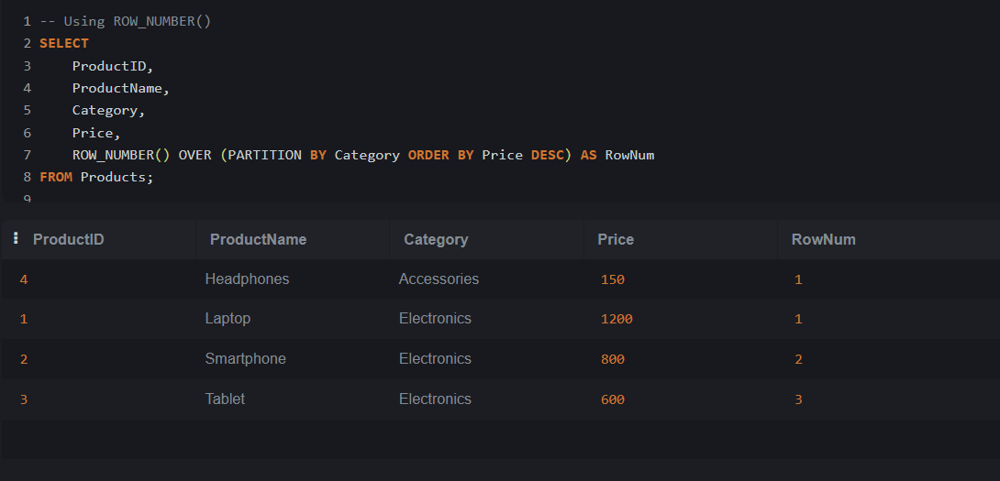 1 -- Using ROW_NUMBER()
2 SELECT
3     ProductID,
4     ProductName,
5     Category,
6     Price,
7     ROW_NUMBER() OVER (PARTITION BY Category ORDER BY Price DESC) AS RowNum
8 FROM Products;
9
ProductID ProductName Category Price RowNum
4 Headphones Accessories 150 1
1 Laptop Electronics 1200 1
2 Smartphone Electronics 800 2
3 Tablet Electronics 600 3